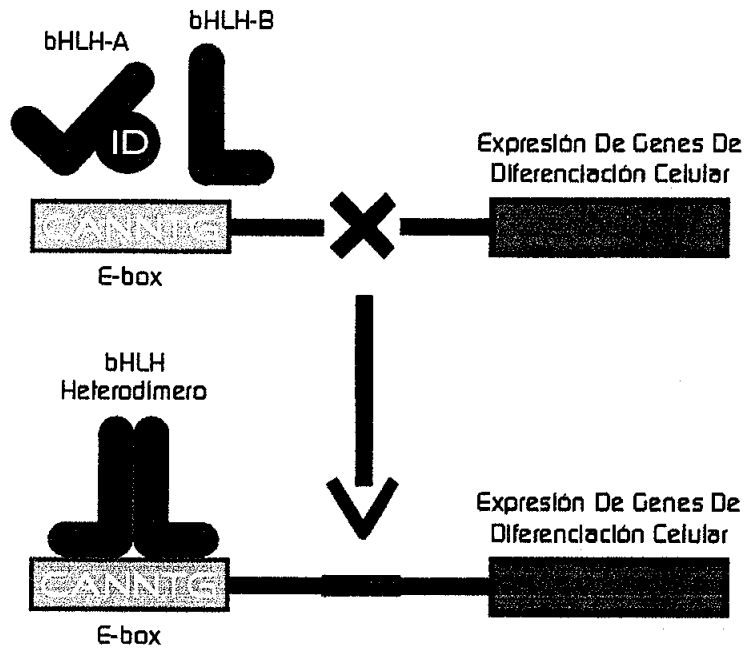 bHLH-A
bHLH-B
ID
Expresión De Genes De
Diferenciación Celular
CANNTG
E-box
bHLH
Heterodímero
Expresión De Genes De
Diferenciación Celular
CANNTG
E-box